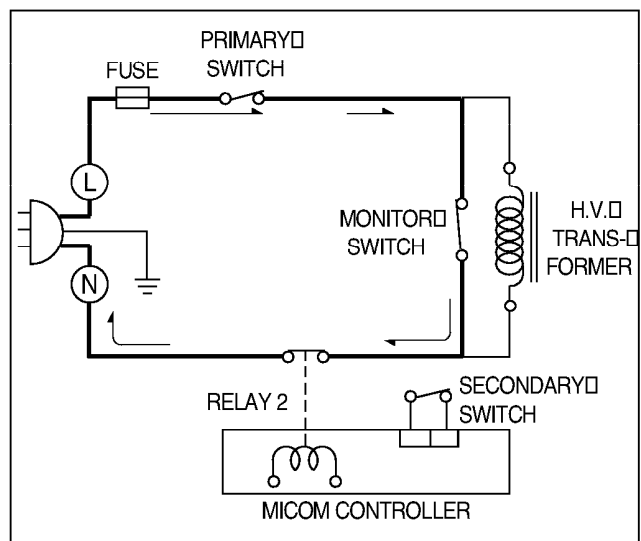 PRIMARY□
SWITCH
FUSE
L
MONITOR□
SWITCH
H.V.□
TRANS-□
FORMER
N
RELAY 2
SECONDARY□
SWITCH
MICOM CONTROLLER